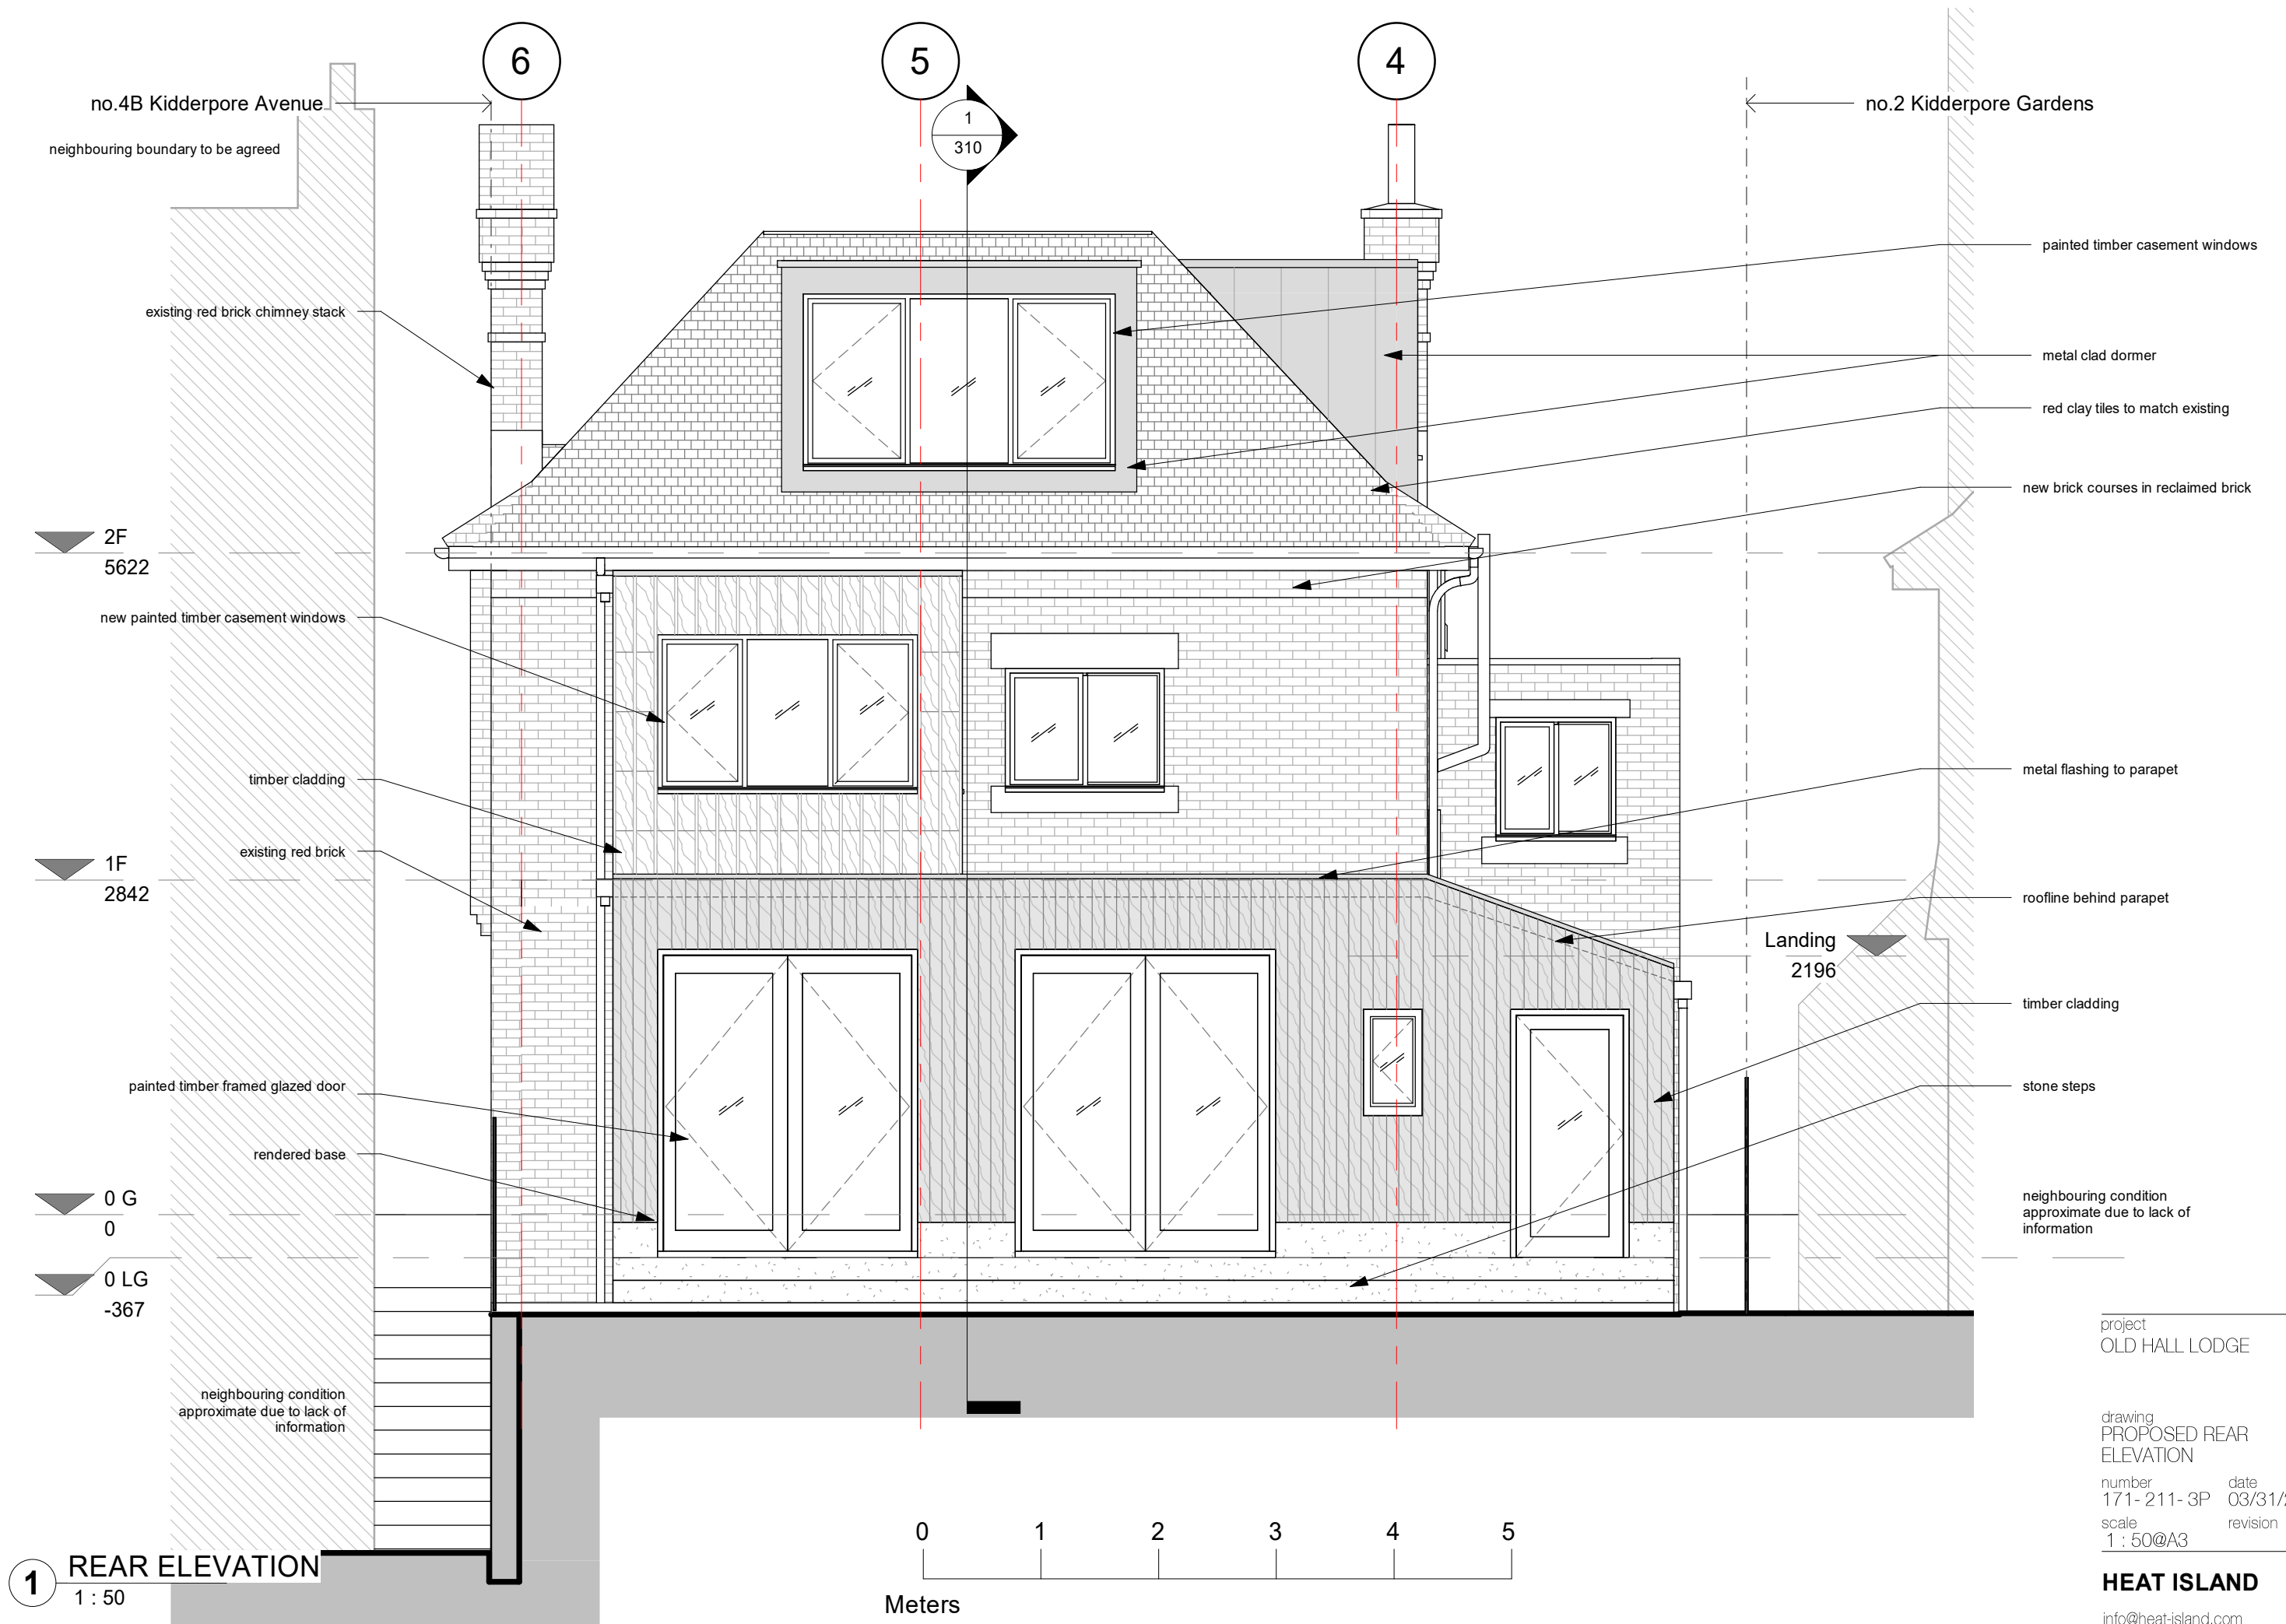 6
5
4
1
310
no.4B Kidderpore Avenue
no.2 Kidderpore Gardens
neighbouring boundary to be agreed
painted timber casement windows
existing red brick chimney stack
metal clad dormer
red clay tiles to match existing
new brick courses in reclaimed brick
2F
5622
new painted timber casement windows
timber cladding
metal flashing to parapet
existing red brick
1F
2842
roofline behind parapet
Landing
2196
timber cladding
painted timber framed glazed door
stone steps
rendered base
0 G
0
neighbouring condition
approximate due to lack of
information
0 LG
-367
neighbouring condition
approximate due to lack of
information
project
OLD HALL LODGE
drawing
PROPOSED REAR
ELEVATION
number date
171- 211- 3P 03/31/
scale revision
1 : 50@A3
HEAT ISLAND
info@heat-island.com
0 1 2 3 4 5
Meters
1 REAR ELEVATION
1 : 50